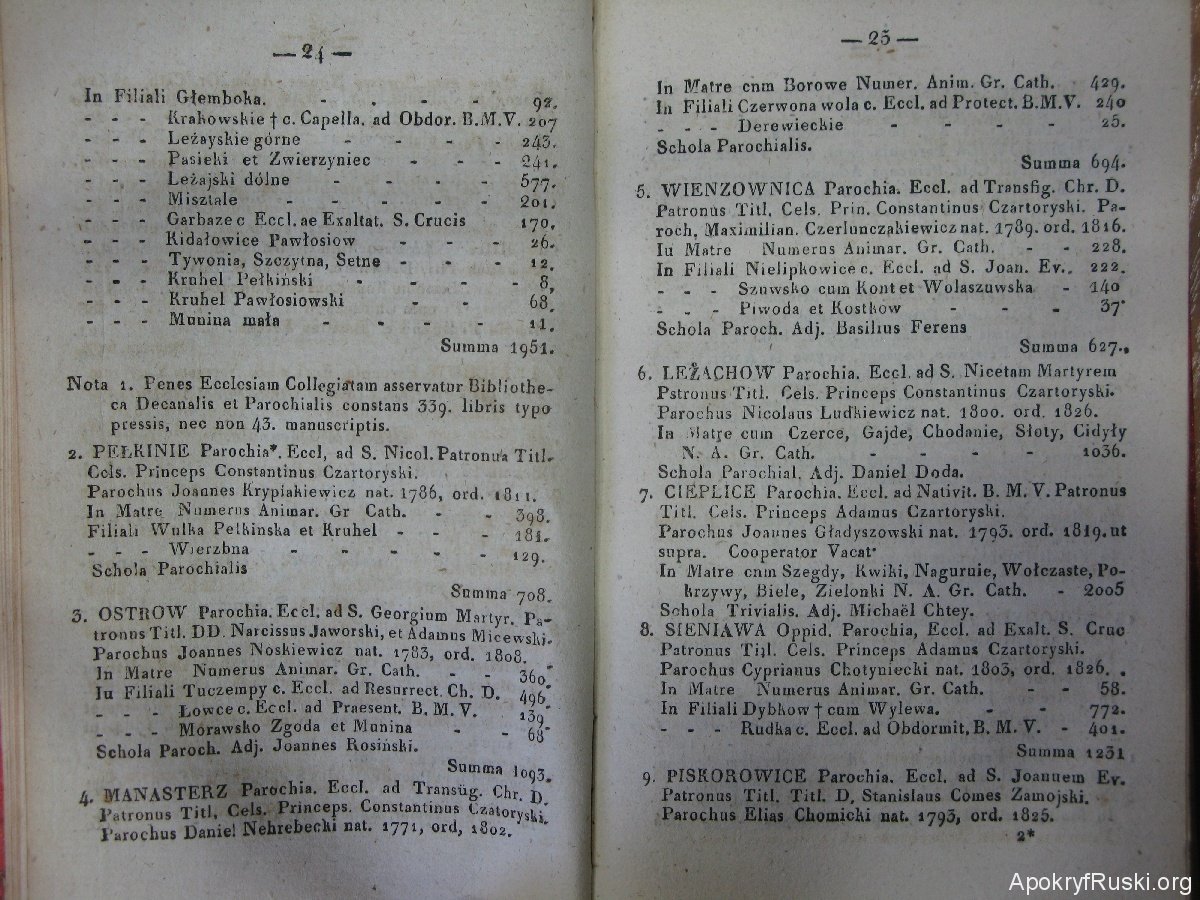 — 24 —
In Filiali Głemboka. - - - - 92.
- - - Krakowskie † c. Capella. ad Obdor. B.M.V. 207
- - - Leżayskie górne - - - - 243.
- - - Pasieki et Zwierzyniec - - - 241.
- - - Leżajski dólne - - - - 577.
- - - Misztale - - - - - 201.
- - - Garbaze c Eccl. ae Exaltat. S. Crucis 170.
- - - Kidałowice Pawłosiow - - - 26.
- - - Tywonia, Szczytna, Setne - - - 12.
- - - Kruhel Pełkiński - - - - 8,
- - - Kruhel Pawłosiowski - - - 68.
- - - Munina mała - - - - 11.
Summa 1951.
Nota 1. Penes Ecclesiam Collegiatam asservatur Bibliothe-
ca Decanalis et Parochialis constans 339. libris typo
pressis, nec non 43. manuscriptis.
2. PEŁKINIE Parochia*. Eccl, ad S. Nicol. Patronus Titl.
Cels. Princeps Constantinus Czartoryski.
Parochus Joannes Krypiakiewicz nat. 1786, ord. 1811.
In Matre Numerus Animar. Gr Cath. - - 398.
Filiali Wulka Pełkinska et Kruhel - - - 181.
- - - Wierzbna - - - - - 129.
Schola Parochialis
Summa 708.
3. OSTROW Parochia. Eccl. ad S. Georgium Martyr. Pa-
tronus Titl. DD. Narcissus Jaworski, et Adamus Micewski.
Parochus Joannes Noskiewicz nat. 1783, ord. 1808.
In Matre Numerus Animar. Gr. Cath. - - 360
Iu Filiali Tuczempy c. Eccl. ad Resurrect. Ch. D. 496
- - - Łowce c. Eccl. ad Praesent. B. M. V. 139
- - - Morawsko Zgoda et Munina - - 68
Schola Paroch. Adj. Joannes Rosiński.
Summa 1093.
4. MANASTERZ Parochia. Eccl. ad Transüg. Chr. D.
Patronus Titl, Cels. Princeps. Constantinus Czatoryski.
Parochus Daniel Nehrebecki nat. 1771, ord, 1802.
— 25 —
In Matre cnm Borowe Numer. Anim. Gr. Cath. 429.
In Filiali Czerwona wola c. Eccl. ad Protect. B.M.V. 240
- - - Derewieckie - - - - 25.
Schola Parochialis.
Summa 694.
5. WIENZOWNICA Parochia. Eccl. ad Transfig. Chr. D.
Patronus Titl, Cels. Prin. Constantinus Czartoryski. Pa-
roch. Maximilian. Czerlunczakiewicz nat. 1789. ord. 1816.
Iu Matre Numerus Animar. Gr. Cath. - - 228.
In Filiali Nielipkowice c. Eccl. ad S. Joan. Ev.. 222.
- - - Szuwsko cum Kont et Wolaszuwska - 140
- - - Piwoda et Kostkow - - - 37
Schola Paroch. Adj. Basilius Ferens
Summa 627.
6. LEŻACHOW Parochia. Eccl. ad S. Nicetam Martyrem
Pstronus Titl. Cels. Princeps Constantinus Czartoryski.
Parochus Nicolaus Ludkiewicz nat. 1800. ord. 1826.
In Matre cum Czerce, Gajde, Chodanie, Słoty, Cidyły
N. A. Gr. Cath. - - - - 1036.
Schola Parochial. Adj. Daniel Doda.
7. CIEPLICE Parochia. Eccl. ad Nativit. B. M. V. Patronus
Titl. Cels. Princeps Adamus Czartoryski.
Parochus Joannes Gładyszowski nat. 1793. ord. 1819. ut
supra. Cooperator Vacat
In Matre cnm Szegdy, Kwiki, Naguruie, Wołczaste, Po-
krzywy, Biele, Zielonki N. A. Gr. Cath. - 2005
Schola Trivialis. Adj. Michaël Chtey.
8. SIENIAWA Oppid. Parochia, Eccl. ad Exalt. S. Cruc
Patronus Titl. Cels. Princeps Adamus Czartoryski.
Parochus Cyprianus Chotyniecki nat. 1803, ord. 1826.
In Matre Numerus Animar. Gr. Cath. - - 58.
In Filiali Dybkow † cum Wylewa. - - 772.
- - - Rudka c. Eccl. ad Obdormit, B. M. V. - 401.
Summa 1231
9. PISKOROWICE Parochia. Eccl. ad S. Joannem Ev.
Patronus Titl. Titl. D, Stanislaus Comes Zamojski.
Parochus Elias Chomicki nat. 1793, ord. 1825.
2*
ApokryfRuski.org